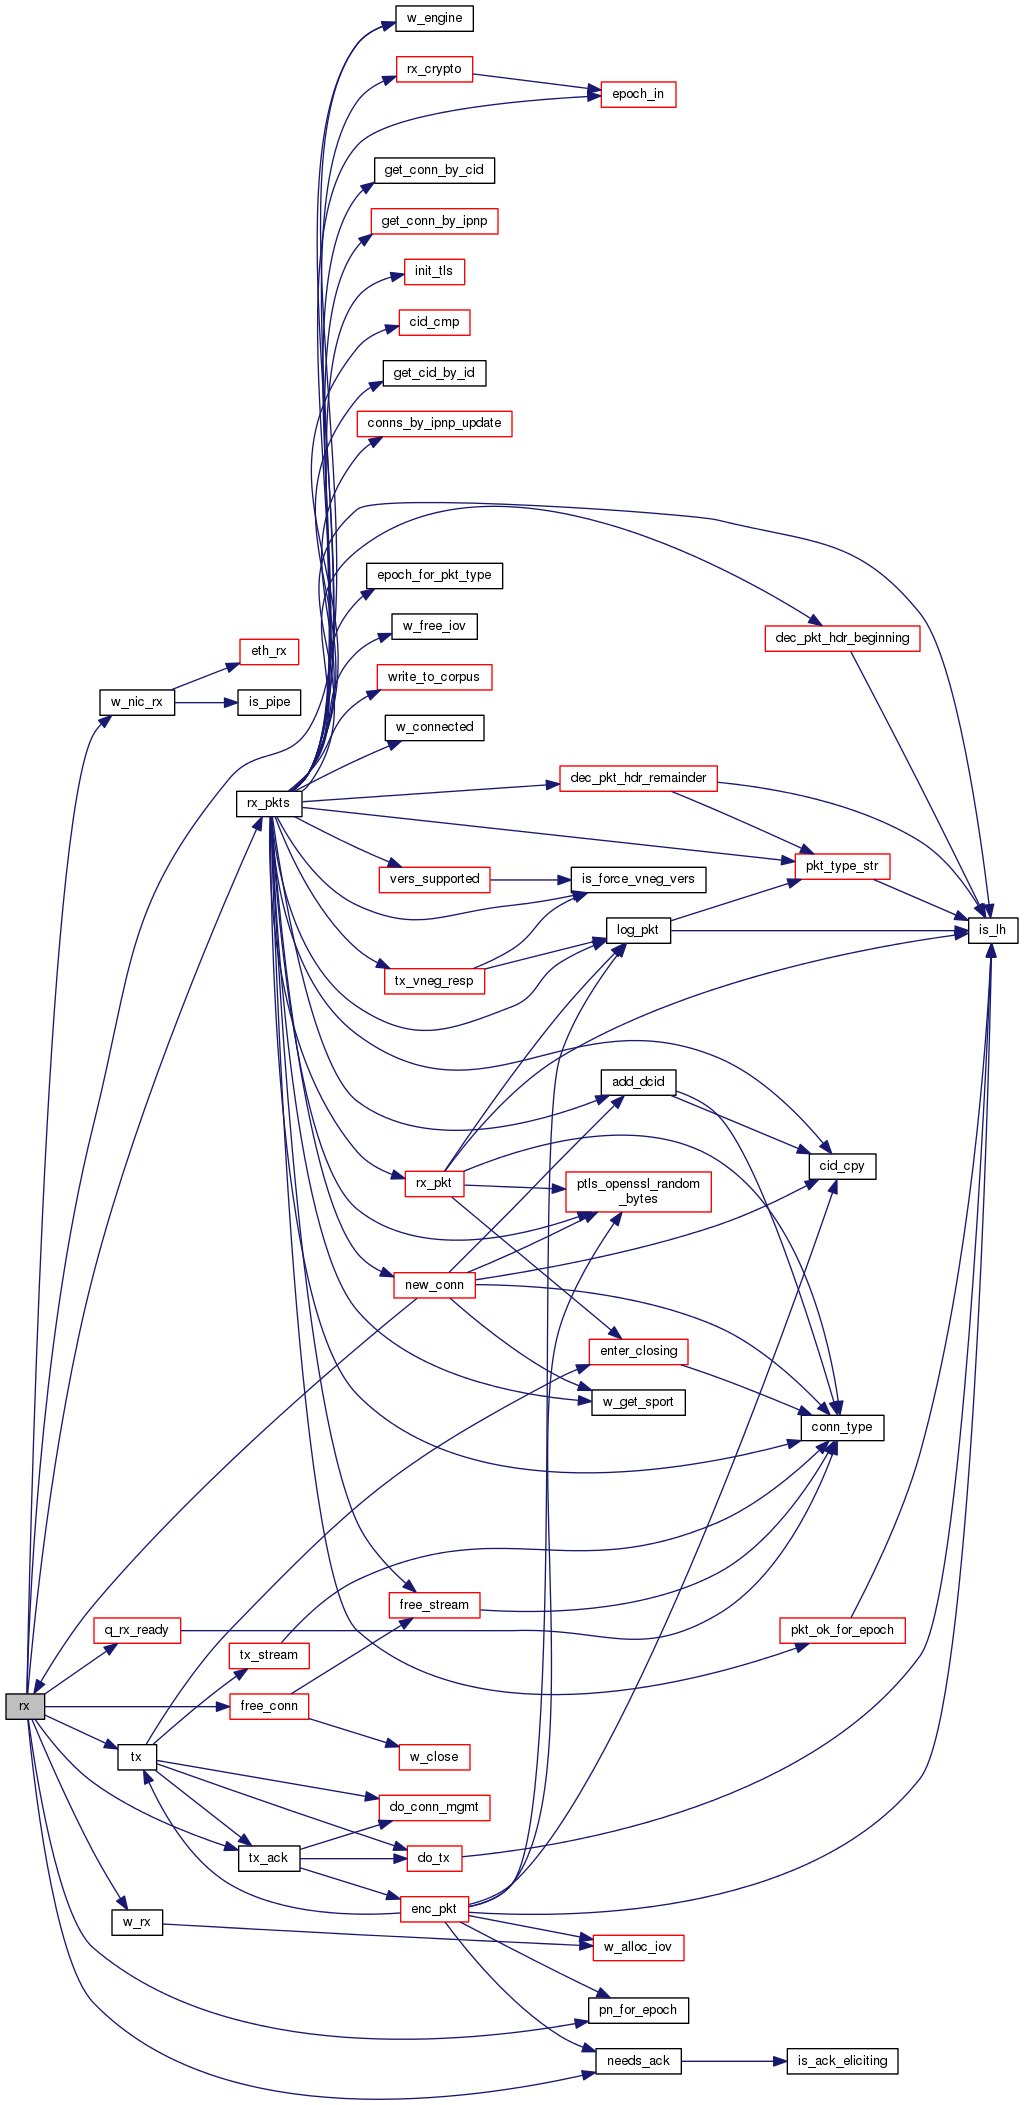 w_engine
rx_crypto
epoch_in
get_conn_by_cid
get_conn_by_ipnp
init_tls
cid_cmp
get_cid_by_id
conns_by_ipnp_update
epoch_for_pkt_type
w_free_iov
dec_pkt_hdr_beginning
eth_rx
write_to_corpus
w_nic_rx
is_pipe
w_connected
dec_pkt_hdr_remainder
rx_pkts
pkt_type_str
vers_supported
is_force_vneg_vers
log_pkt
is_lh
tx_vneg_resp
add_dcid
cid_cpy
rx_pkt
ptls_openssl_random
_bytes
new_conn
enter_closing
w_get_sport
conn_type
free_stream
q_rx_ready
pkt_ok_for_epoch
tx_stream
rx
free_conn
tx
w_close
do_conn_mgmt
tx_ack
do_tx
enc_pkt
w_rx
w_alloc_iov
pn_for_epoch
needs_ack
is_ack_eliciting